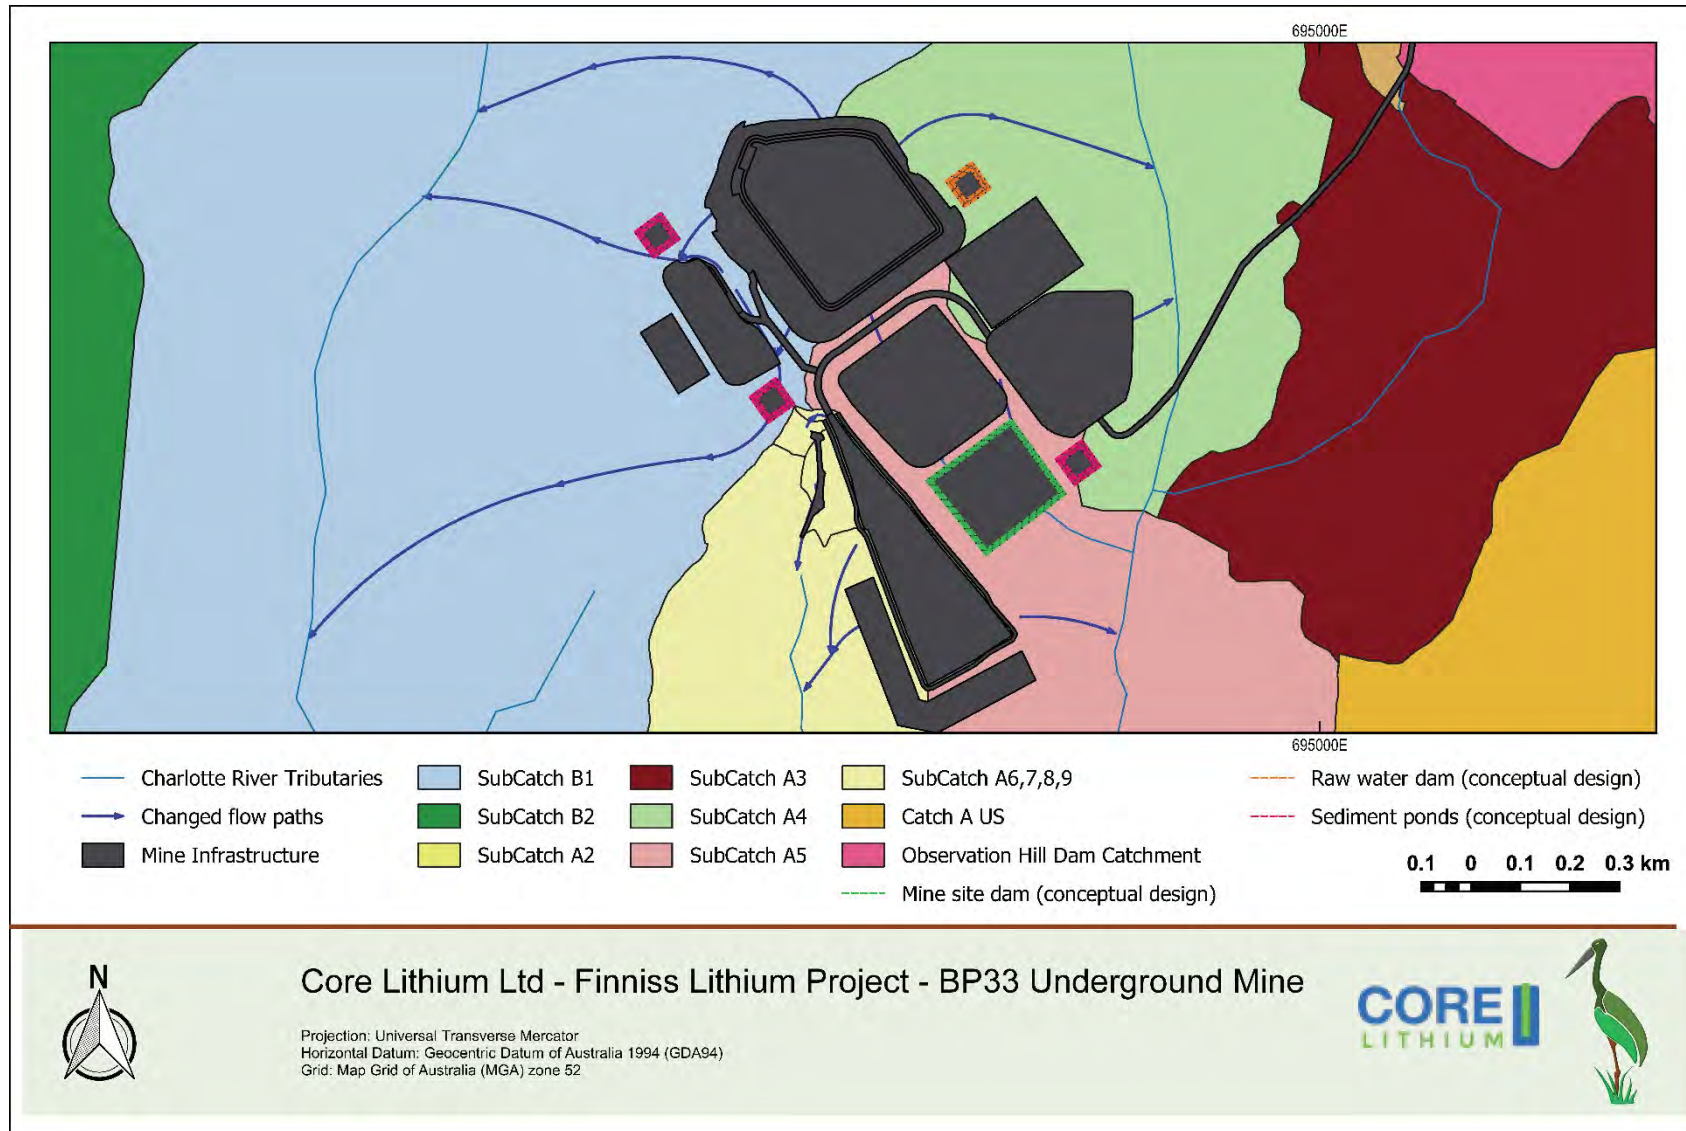 695000E
695000E
Charlotte River Tributaries
Changed flow paths
Mine Infrastructure
SubCatch B1
SubCatch B2
SubCatch A2
SubCatch A3
SubCatch A4
SubCatch A5
SubCatch A6,7,8,9
Catch A US
Observation Hill Dam Catchment
Mine site dam (conceptual design)
Raw water dam (conceptual design)
Sediment ponds (conceptual design)
0.1 0 0.1 0.2 0.3 km
N
Core Lithium Ltd - Finniss Lithium Project - BP33 Underground Mine
Projection: Universal Transverse Mercator
Horizontal Datum: Geocentric Datum of Australia 1994 (GDA94)
Grid: Map Grid of Australia (MGA) zone 52
CORE
LITHIUM